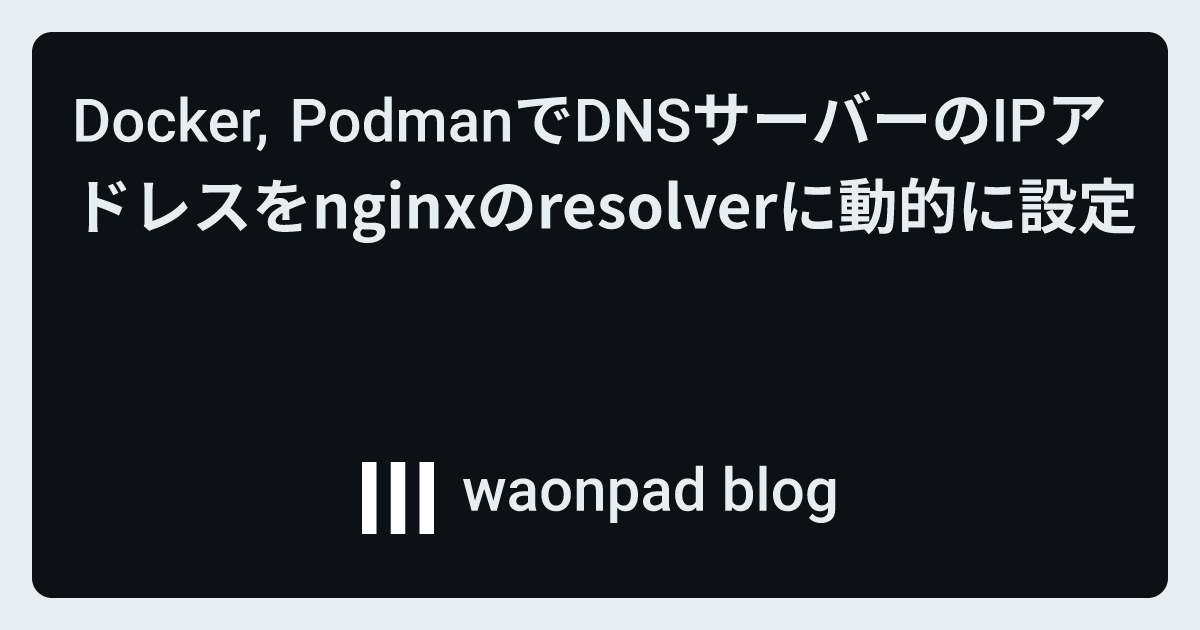 Docker, PodmanでDNSサーバーのIPア
ドレスをnginxのresolverに動的に設定
waonpad blog